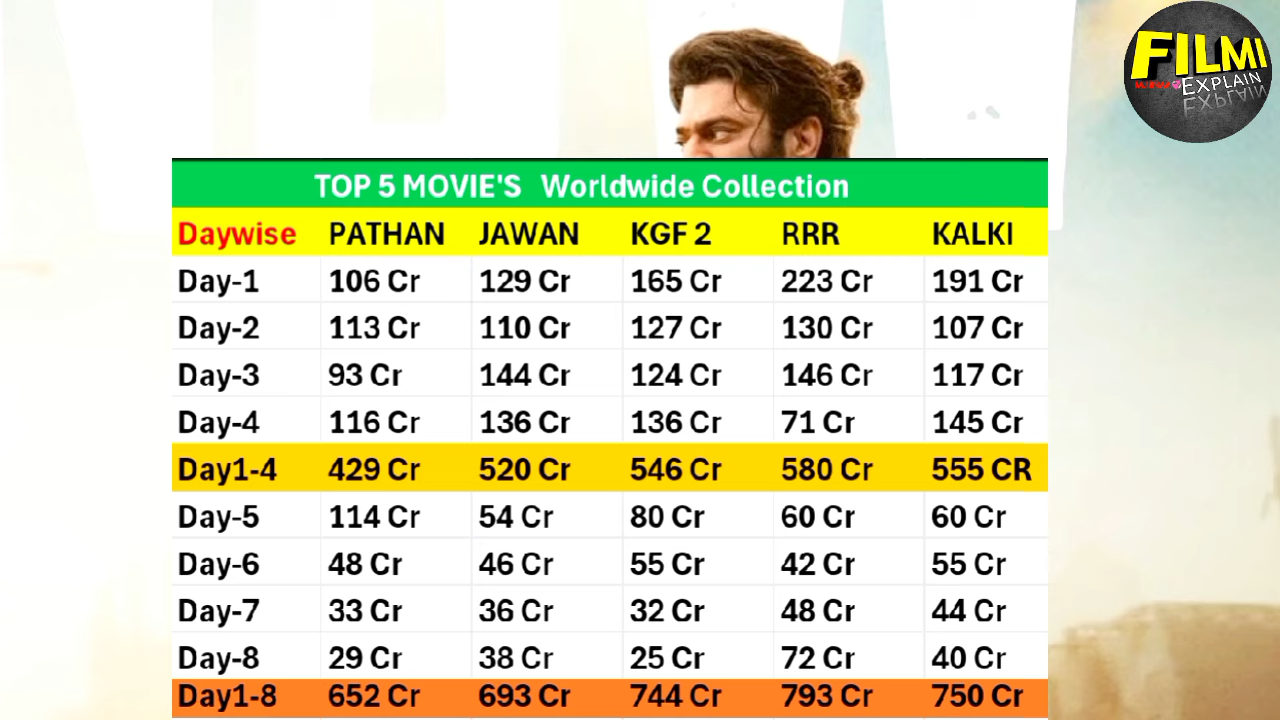 FILMI
EXPLAIN
TOP 5 MOVIE'S Worldwide Collection
Daywise PATHAN JAWAN KGF 2 RRR KALKI
Day-1 106 Cr 129 Cr 165 Cr 223 Cr 191 Cr
Day-2 113 Cr 110 Cr 127 Cr 130 Cr 107 Cr
Day-3 93 Cr 144 Cr 124 Cr 146 Cr 117 Cr
Day-4 116 Cr 136 Cr 136 Cr 71 Cr 145 Cr
Day1-4 429 Cr 520 Cr 546 Cr 580 Cr 555 CR
Day-5 114 Cr 54 Cr 80 Cr 60 Cr 60 Cr
Day-6 48 Cr 46 Cr 55 Cr 42 Cr 55 Cr
Day-7 33 Cr 36 Cr 32 Cr 48 Cr 44 Cr
Day-8 29 Cr 38 Cr 25 Cr 72 Cr 40 Cr
Day1-8 652 Cr 693 Cr 744 Cr 793 Cr 750 Cr